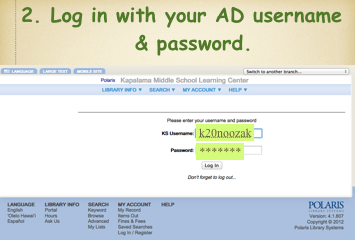 2. Log in with your AD username
& password.
LANGUAGE LARGE TEXT MOBILE SITE Switch to another branch...
Polaris Kapalama Middle School Learning Center
LIBRARY INFO ▼ SEARCH ▼ MY ACCOUNT ▼ HELP ▼
Please enter your username and password
KS Username: k20noozak
Password: *******
Log In
Don't forget to log out...
LANGUAGE LIBRARY INFO SEARCH MY ACCOUNT HELP POLARIS
English Portal Keyword My Record
'Ōlelo Hawai'i Hours Browse Items Out Version: 4.1.807
Español Ask Us Advanced Fines & Fees Copyright © 2012
My Lists Saved Searches Polaris Library Systems
Log In / Register